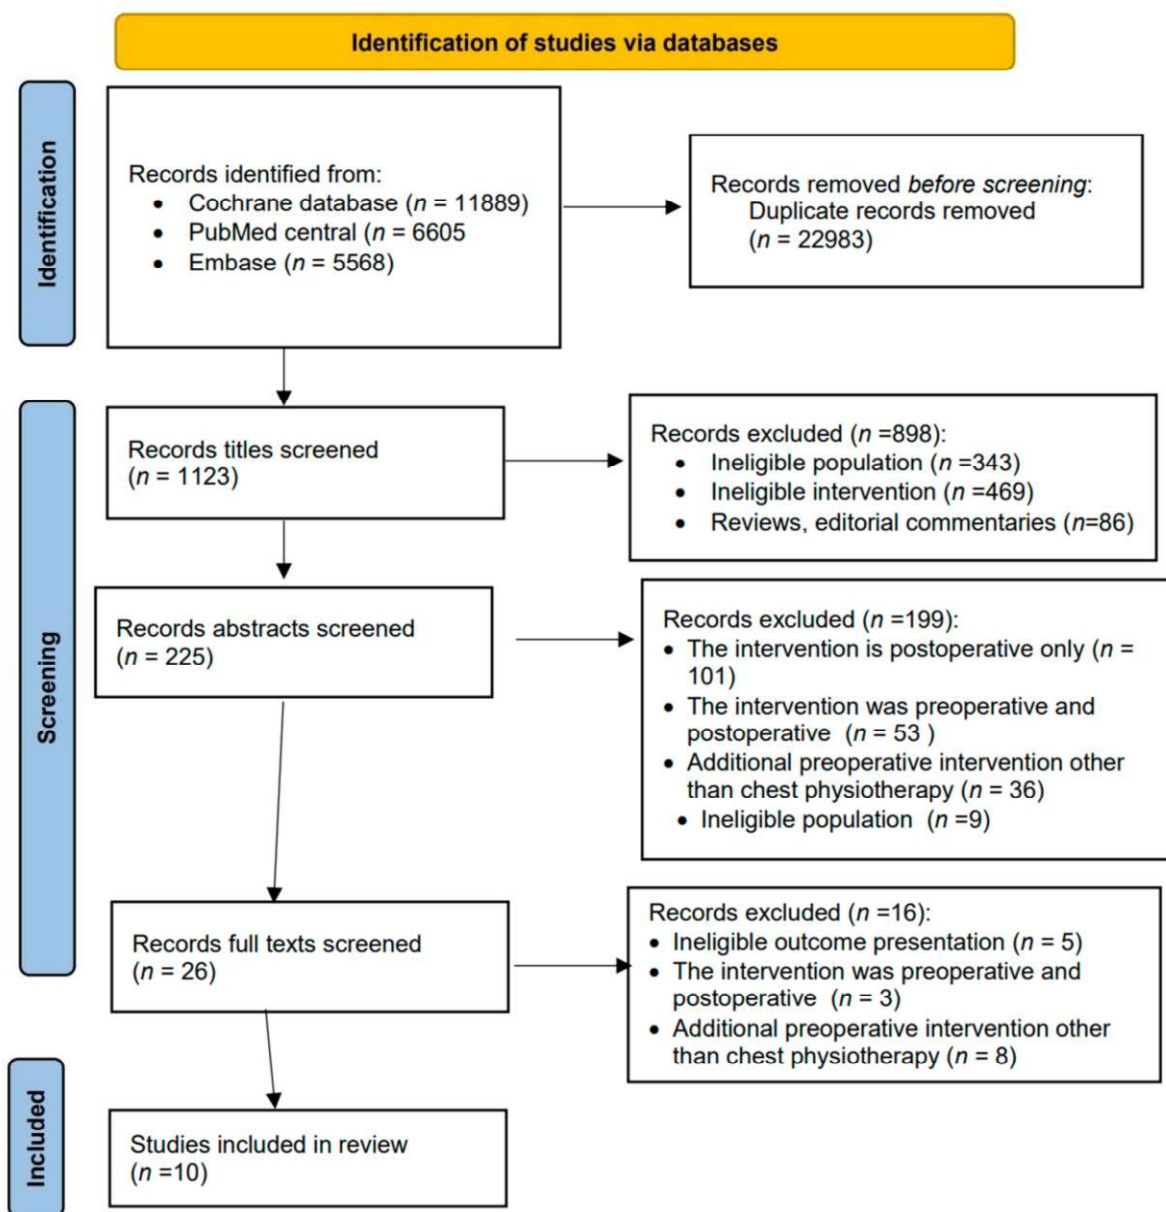 Identification of studies via databases
Identification
Records identified from:
• Cochrane database (n = 11889)
• PubMed central (n = 6605
• Embase (n = 5568)
Records removed before screening:
Duplicate records removed
(n = 22983)
Screening
Records titles screened
(n = 1123)
Records excluded (n =898):
• Ineligible population (n =343)
• Ineligible intervention (n =469)
• Reviews, editorial commentaries (n=86)
Records abstracts screened
(n = 225)
Records excluded (n =199):
• The intervention is postoperative only (n =
101)
• The intervention was preoperative and
postoperative (n = 53 )
• Additional preoperative intervention other
than chest physiotherapy (n = 36)
• Ineligible population (n =9)
Records full texts screened
(n = 26)
Records excluded (n =16):
• Ineligible outcome presentation (n = 5)
• The intervention was preoperative and
postoperative (n = 3)
• Additional preoperative intervention other
than chest physiotherapy (n = 8)
Included
Studies included in review
(n =10)